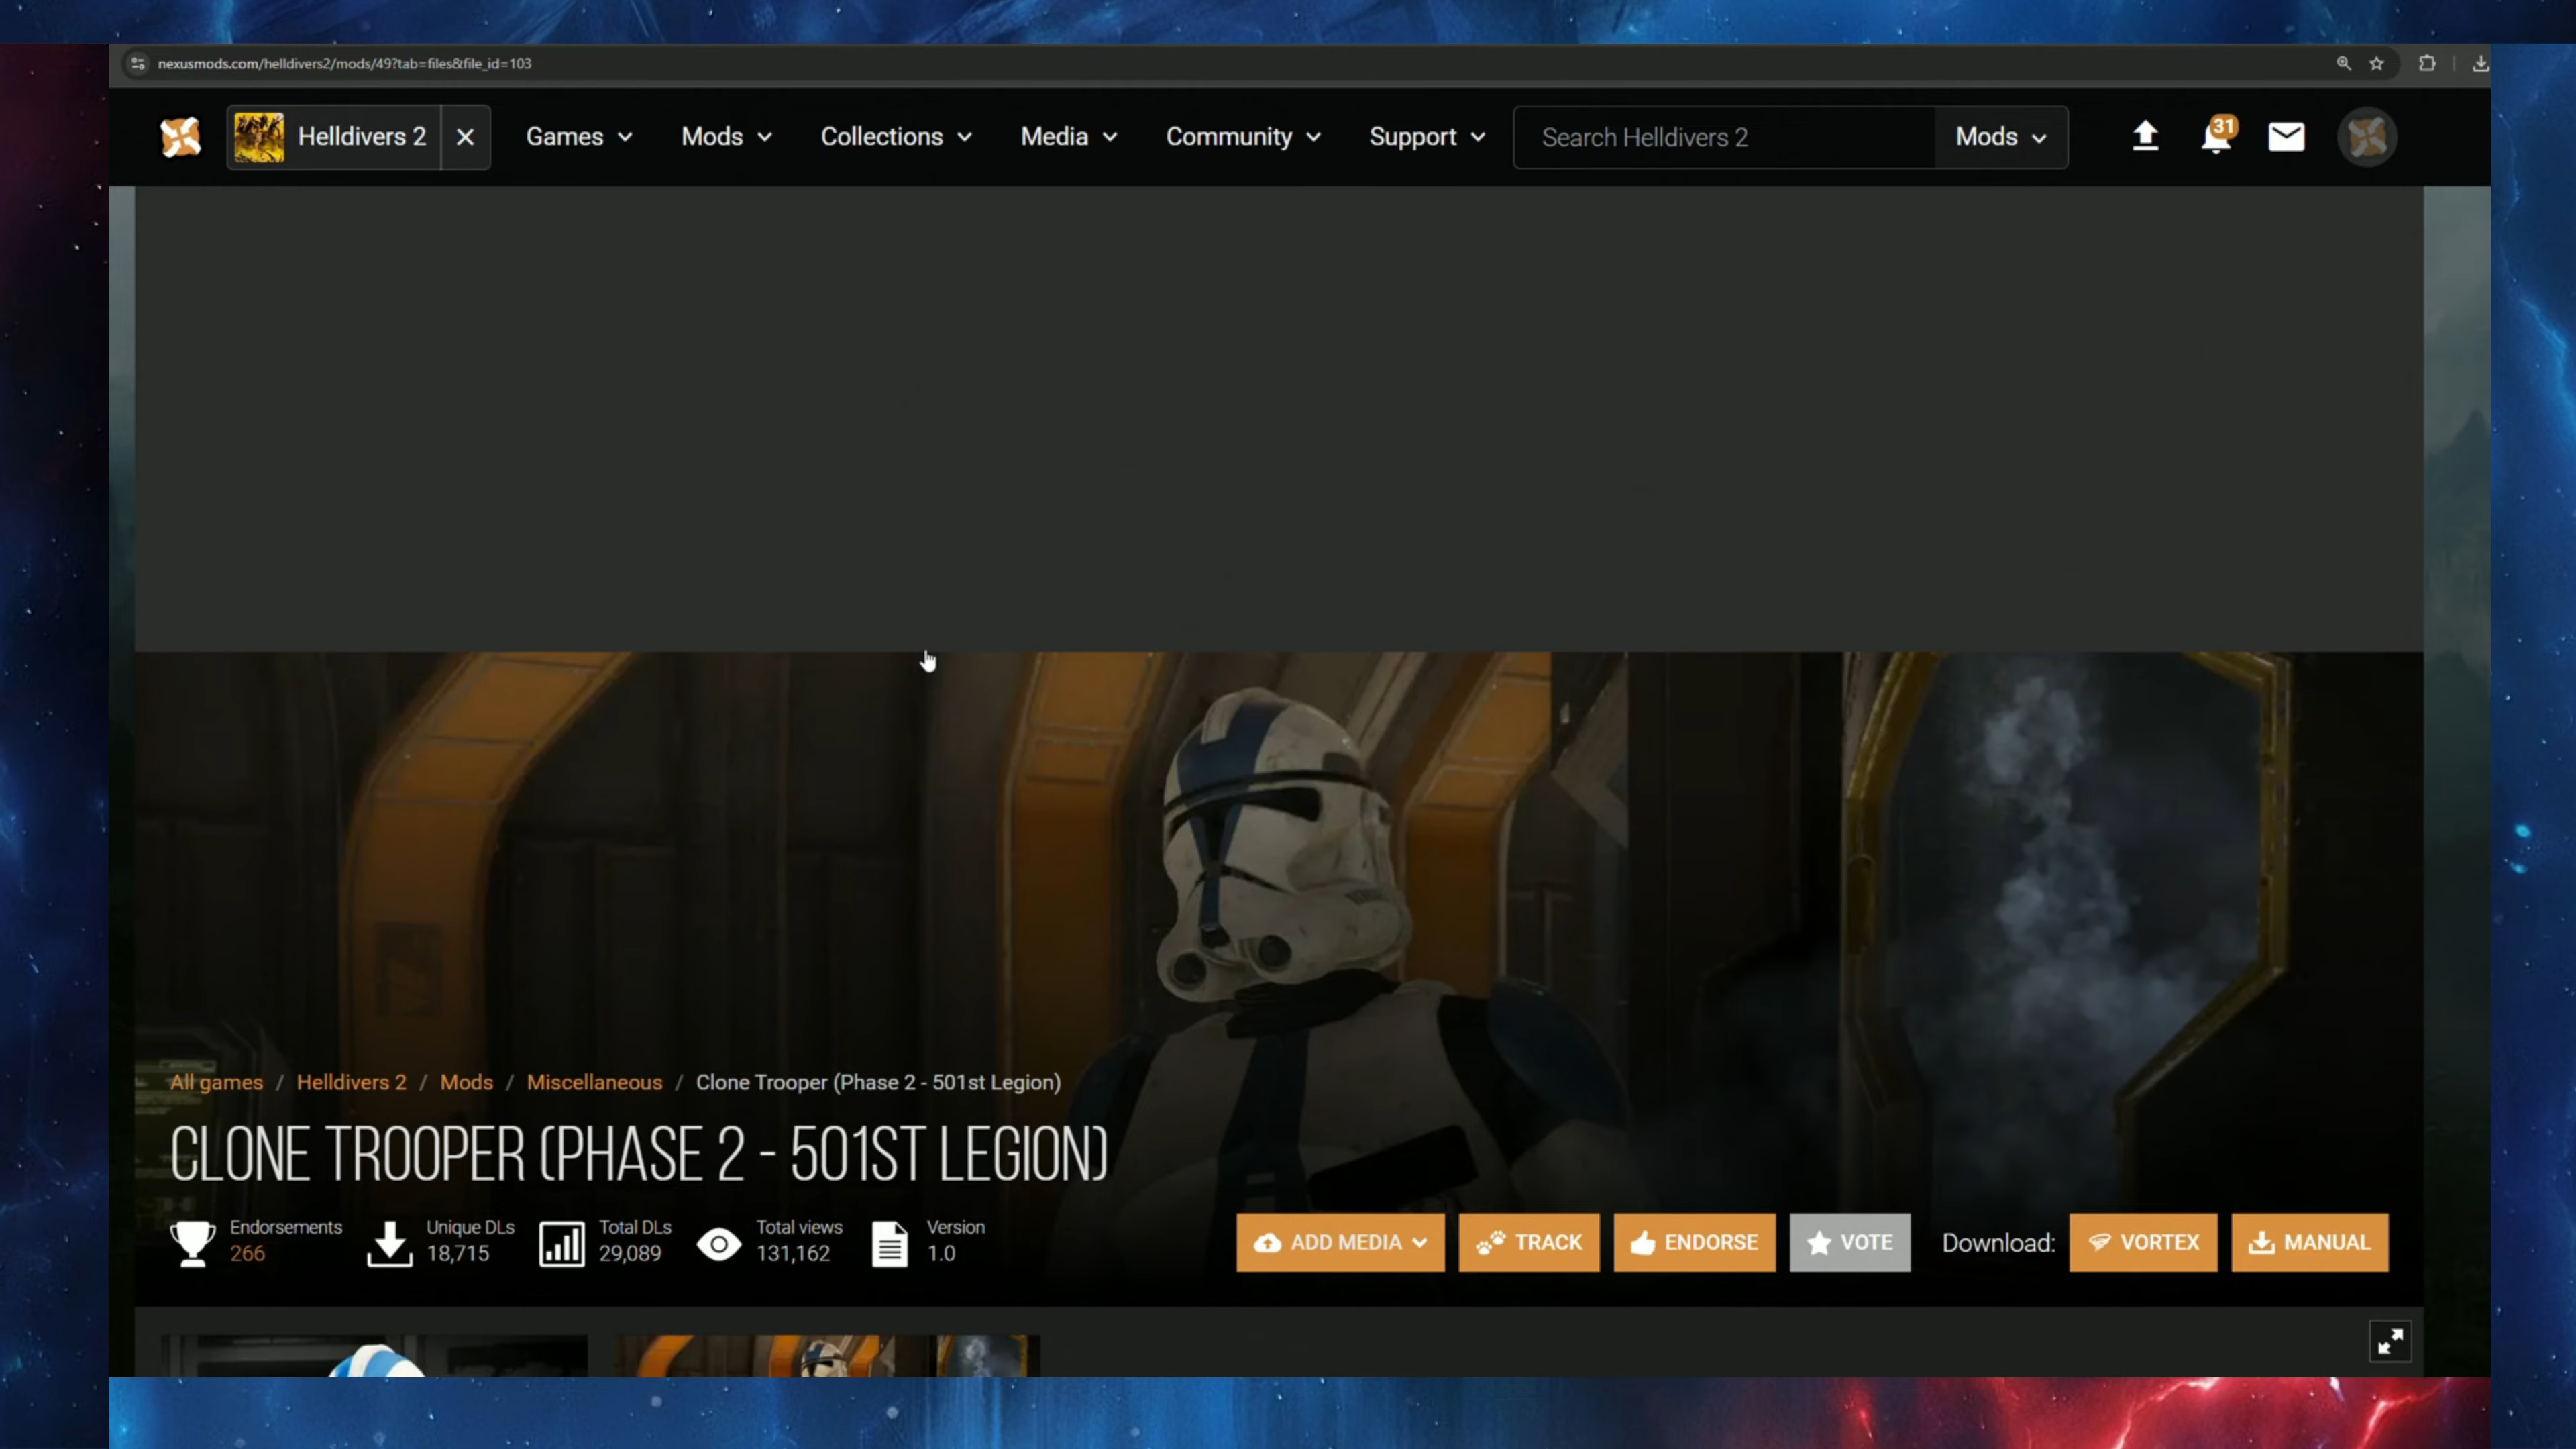 nexusmods.com/helldivers2/mods/49?tab=files&file_id=103
Helldivers 2 Games Mods Collections Media Community Support Search Helldivers 2 Mods 31
All games / Helldivers 2 / Mods / Miscellaneous / Clone Trooper (Phase 2 - 501st Legion)
CLONE TROOPER (PHASE 2 - 501ST LEGION)
Endorsements Unique DLs Total DLs Total views Version
266 18,715 29,089 131,162 1.0
ADD MEDIA TRACK ENDORSE VOTE Download: VORTEX MANUAL